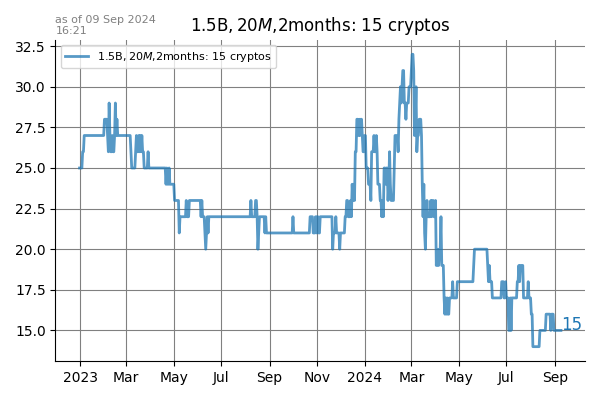 as of 09 Sep 2024
16:21
1.5B, 20M,2months: 15 cryptos
1.5B, 20M,2months: 15 cryptos
32.5
30.0
27.5
25.0
22.5
20.0
17.5
15.0
15
2023 Mar May Jul Sep Nov 2024 Mar May Jul Sep